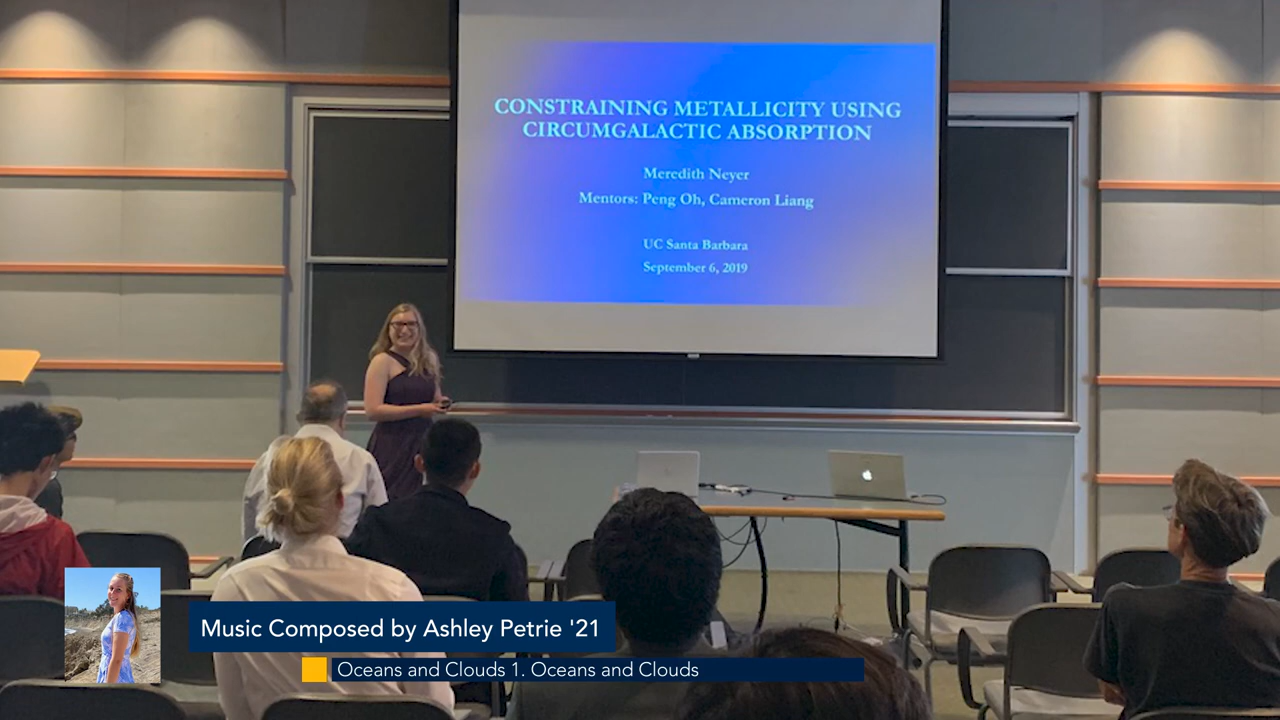 CONSTRAINING METALLICITY USING
CIRCUMGALACTIC ABSORPTION
Meredith Neyer
Mentors: Peng Oh, Cameron Liang
UC Santa Barbara
September 6, 2019
Music Composed by Ashley Petrie '21
Oceans and Clouds 1. Oceans and Clouds